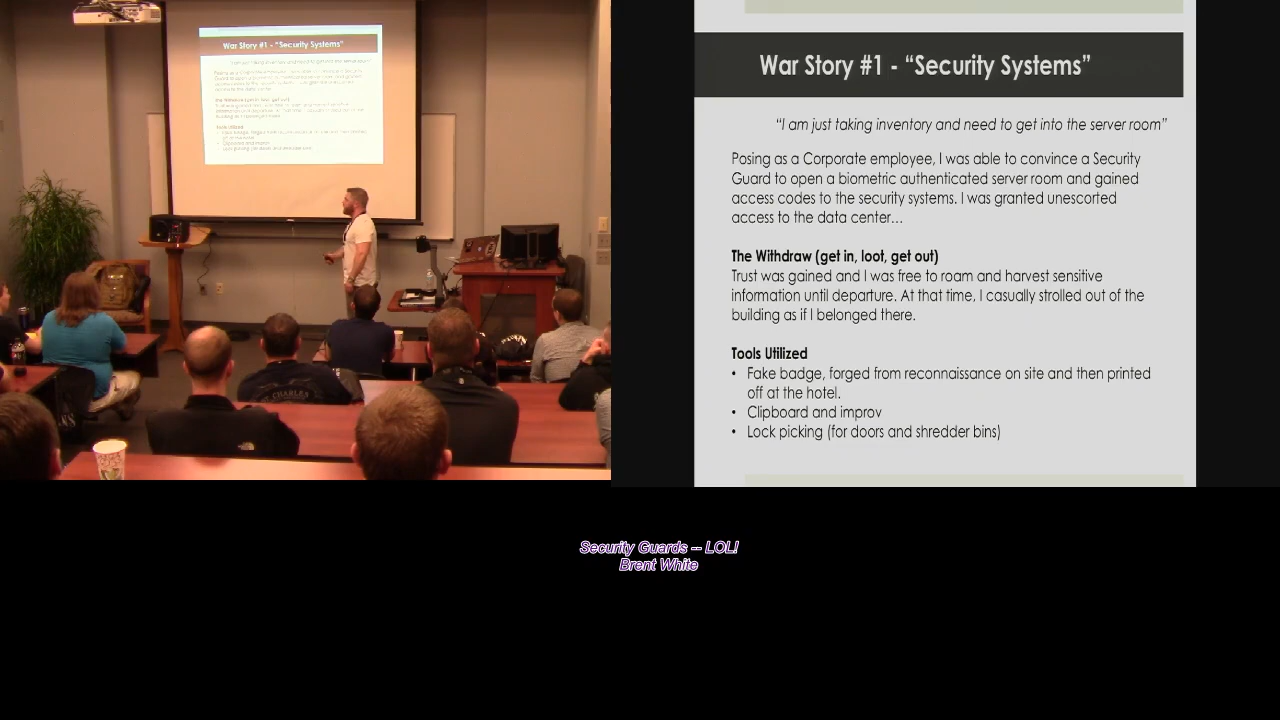 War Story #1 - “Security Systems”
War Story #1 - “Security Systems”
“I am just taking inventory and need to get into the server room”
Posing as a Corporate employee, I was able to convince a Security
Guard to open a biometric authenticated server room and gained
access codes to the security systems. I was granted unescorted
access to the data center…
The Withdraw (get in, loot, get out)
Trust was gained and I was free to roam and harvest sensitive
information until departure. At that time, I casually strolled out of the
building as if I belonged there.
Tools Utilized
• Fake badge, forged from reconnaissance on site and then printed
off at the hotel.
• Clipboard and improv
• Lock picking (for doors and shredder bins)
Security Guards -- LOL!
Brent White